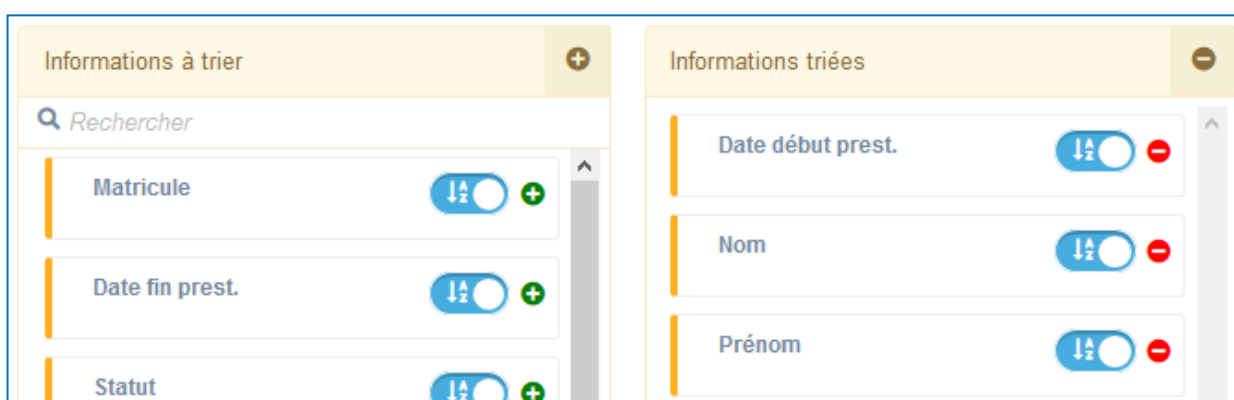 Informations à trier
Rechercher
Matricule
Date fin prest.
Statut
Informations triées
Date début prest.
Nom
Prénom